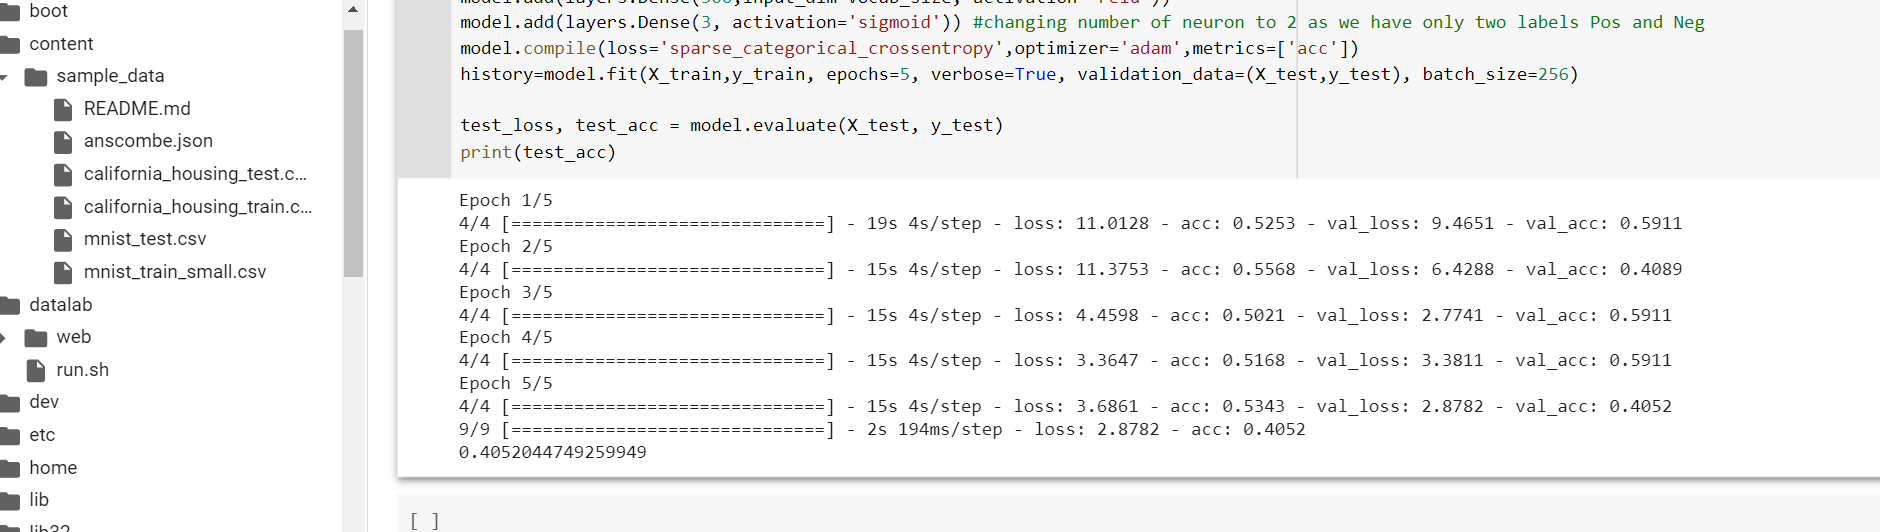 boot
content
sample_data
README.md
anscombe.json
california_housing_test.c...
california_housing_train.c...
mnist_test.csv
mnist_train_small.csv
datalab
web
run.sh
dev
etc
home
lib
lib32
model.add(layers.Dense(3, activation='sigmoid')) #changing number of neuron to 2 as we have only two labels Pos and Neg
model.compile(loss='sparse_categorical_crossentropy',optimizer='adam',metrics=['acc'])
history=model.fit(X_train,y_train, epochs=5, verbose=True, validation_data=(X_test,y_test), batch_size=256)
test_loss, test_acc = model.evaluate(X_test, y_test)
print(test_acc)
Epoch 1/5
4/4 [==============================] - 19s 4s/step - loss: 11.0128 - acc: 0.5253 - val_loss: 9.4651 - val_acc: 0.5911
Epoch 2/5
4/4 [==============================] - 15s 4s/step - loss: 11.3753 - acc: 0.5568 - val_loss: 6.4288 - val_acc: 0.4089
Epoch 3/5
4/4 [==============================] - 15s 4s/step - loss: 4.4598 - acc: 0.5021 - val_loss: 2.7741 - val_acc: 0.5911
Epoch 4/5
4/4 [==============================] - 15s 4s/step - loss: 3.3647 - acc: 0.5168 - val_loss: 3.3811 - val_acc: 0.5911
Epoch 5/5
4/4 [==============================] - 15s 4s/step - loss: 3.6861 - acc: 0.5343 - val_loss: 2.8782 - val_acc: 0.4052
9/9 [==============================] - 2s 194ms/step - loss: 2.8782 - acc: 0.4052
0.4052044749259949
[ ]